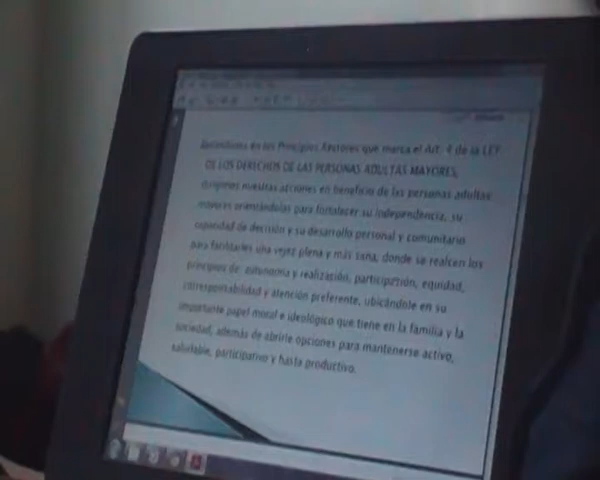 en los Principios Rectores que marca el Art. 4 de la LEY
DE LOS DERECHOS DE LAS PERSONAS ADULTAS MAYORES,
dirigimos nuestras acciones en beneficio de las personas adultas
mayores orientándolas para fortalecer su independencia, su
capacidad de decisión y su desarrollo personal y comunitario
para facilitarles una vejez plena y más sana, donde se realcen los
principios de: autonomía y realización, participación, equidad,
corresponsabilidad y atención preferente, ubicándole en su
importante papel moral e ideológico que tiene en la familia y la
sociedad, además de abrirle opciones para mantenerse activo,
saludable, participativo y hasta productivo.